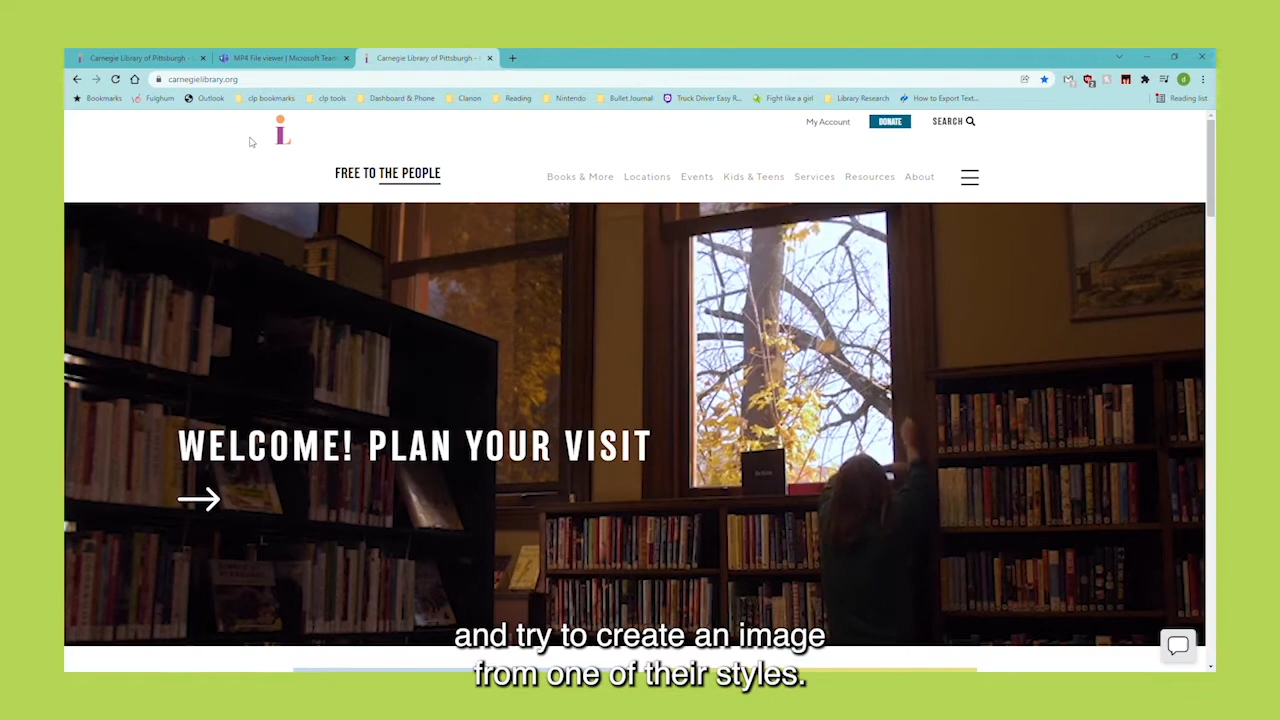 Carnegie Library of Pittsburgh -
MP4 File viewer | Microsoft Team
Carnegie Library of Pittsburgh -
carnegielibrary.org
Bookmarks Fulghum Outlook clp bookmarks clp tools Dashboard & Phone Clarion Reading Nintendo Bullet Journal Truck Driver Easy R... Fight like a girl Library Research How to Export Text... Reading list
My Account DONATE SEARCH
FREE TO THE PEOPLE
Books & More Locations Events Kids & Teens Services Resources About
WELCOME! PLAN YOUR VISIT
and try to create an image
from one of their styles.